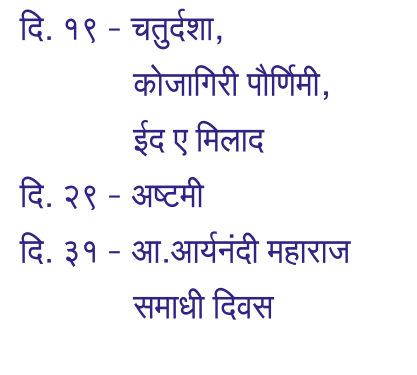 दि. १९ - चतुर्दशा,
कोजागिरी पौर्णिमी,
ईद ए मिलाद
दि. २९ - अष्टमी
दि. ३१ - आ.आर्यनंदी महाराज
समाधी दिवस